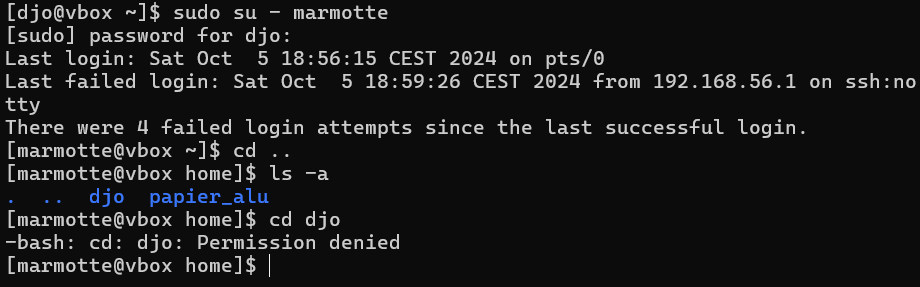 [djo@vbox ~]$ sudo su - marmotte
[sudo] password for djo:
Last login: Sat Oct  5 18:56:15 CEST 2024 on pts/0
Last failed login: Sat Oct  5 18:59:26 CEST 2024 from 192.168.56.1 on ssh:no
tty
There were 4 failed login attempts since the last successful login.
[marmotte@vbox ~]$ cd ..
[marmotte@vbox home]$ ls -a
.  ..  djo  papier_alu
[marmotte@vbox home]$ cd djo
-bash: cd: djo: Permission denied
[marmotte@vbox home]$